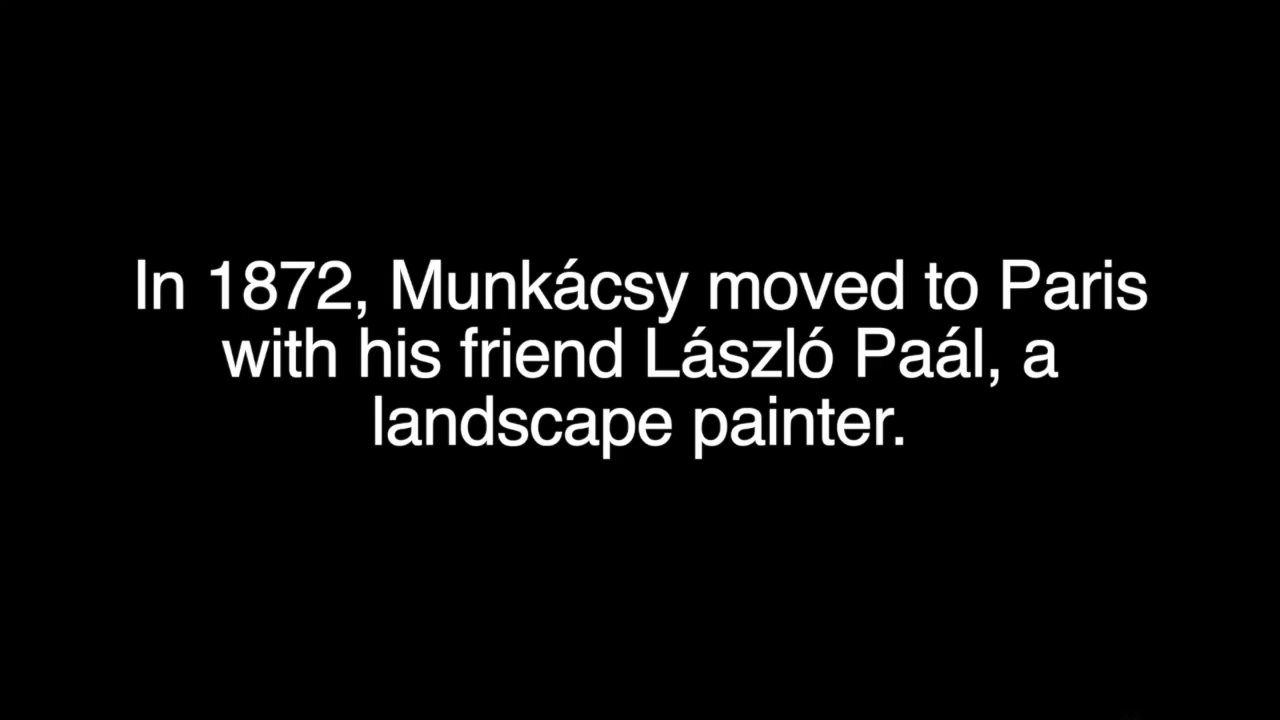 In 1872, Munkácsy moved to Paris
with his friend László Paál, a
landscape painter.